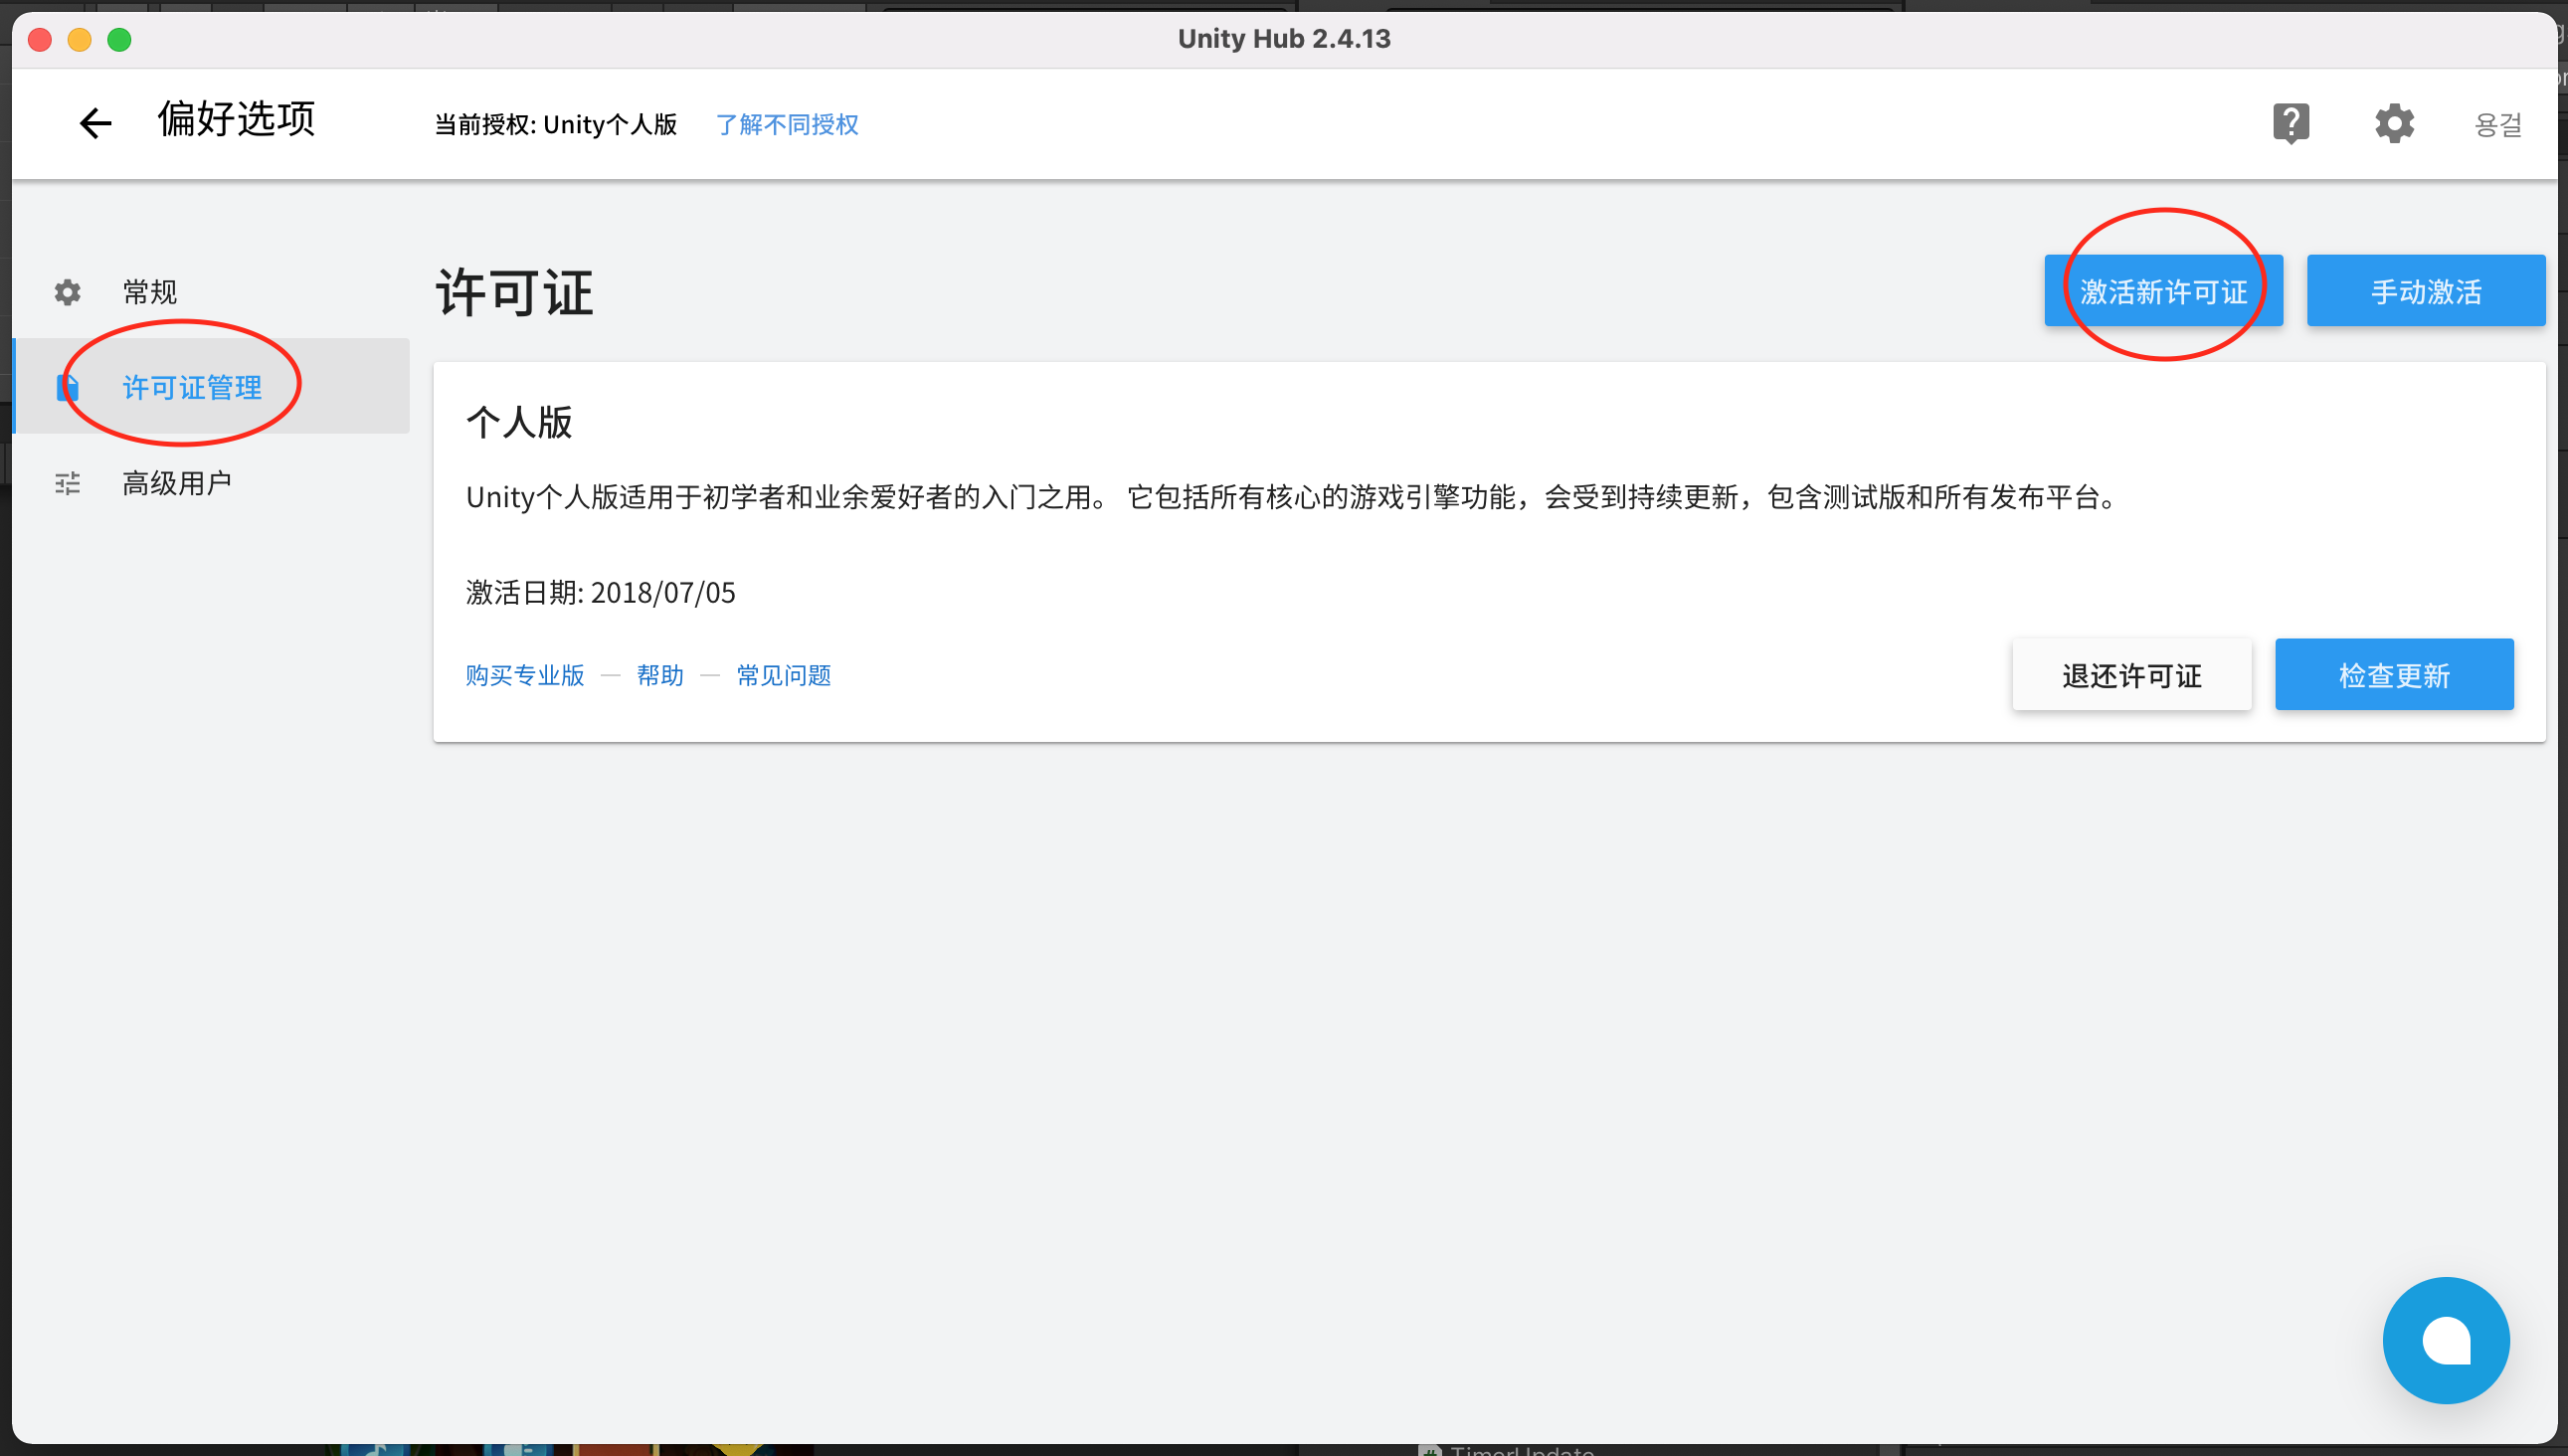 Unity Hub 2.4.13
偏好选项
当前授权: Unity个人版 了解不同授权
용걸
常规
许可证管理
高级用户
许可证
激活新许可证
手动激活
个人版
Unity个人版适用于初学者和业余爱好者的入门之用。 它包括所有核心的游戏引擎功能，会受到持续更新，包含测试版和所有发布平台。
激活日期: 2018/07/05
购买专业版 — 帮助 — 常见问题
退还许可证
检查更新
TimerUpdate